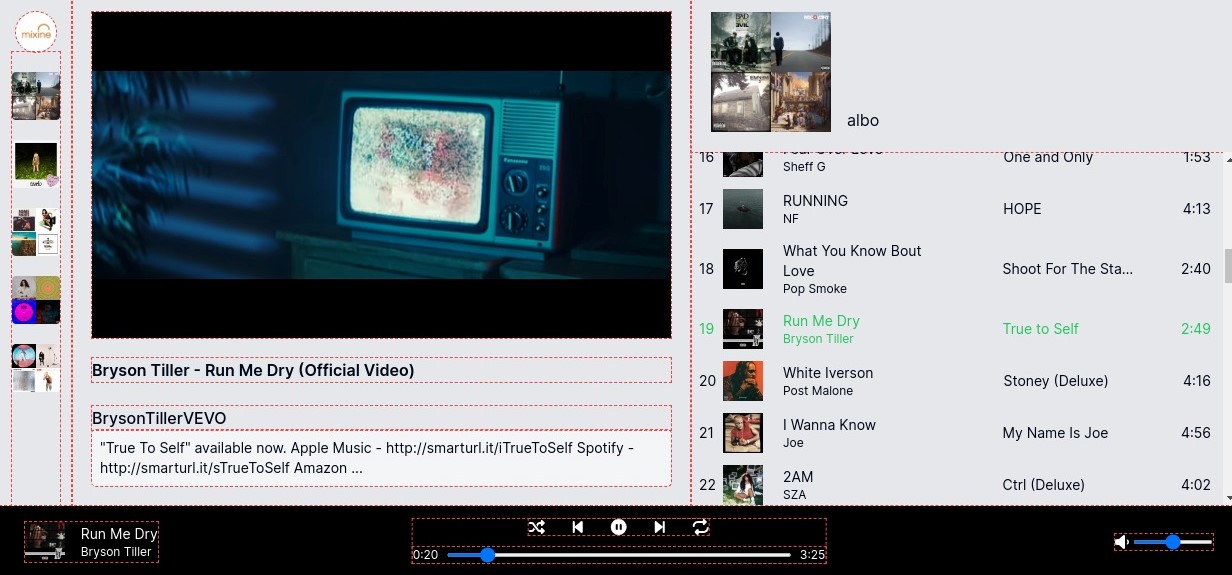 mixine
albo
16
One and Only
1:53
Sheff G
17
RUNNING
NF
HOPE
4:13
18
What You Know Bout
Love
Pop Smoke
Shoot For The Sta...
2:40
19
Run Me Dry
Bryson Tiller
True to Self
2:49
20
White Iverson
Post Malone
Stoney (Deluxe)
4:16
21
I Wanna Know
Joe
My Name Is Joe
4:56
22
2AM
SZA
Ctrl (Deluxe)
4:02
Bryson Tiller - Run Me Dry (Official Video)
BrysonTillerVEVO
"True To Self" available now. Apple Music - http://smarturl.it/iTrueToSelf Spotify -
http://smarturl.it/sTrueToSelf Amazon ...
Run Me Dry
Bryson Tiller
0:20
3:25